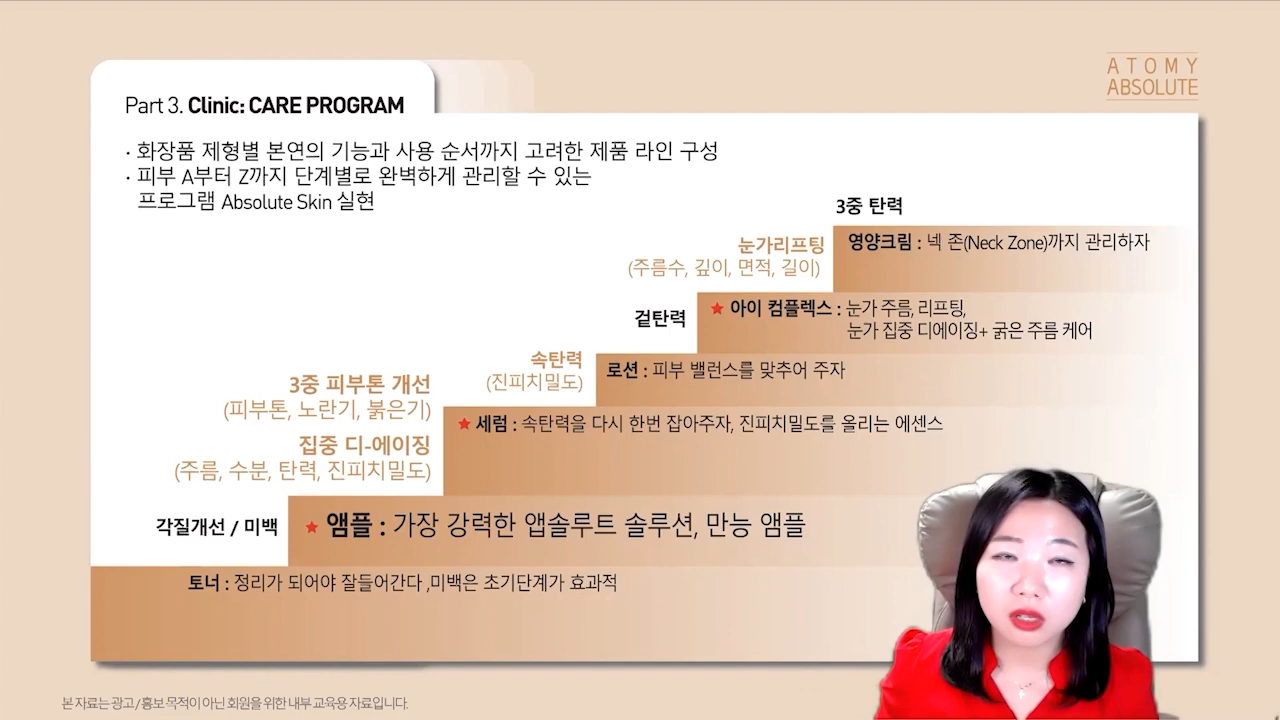 ATOMY
ABSOLUTE
Part 3. Clinic: CARE PROGRAM
· 화장품 제형별 본연의 기능과 사용 순서까지 고려한 제품 라인 구성
· 피부 A부터 Z까지 단계별로 완벽하게 관리할 수 있는
프로그램 Absolute Skin 실현
3중 탄력
영양크림 : 넥 존(Neck Zone)까지 관리하자
눈가리프팅
(주름수, 깊이, 면적, 길이)
★ 아이 컴플렉스 : 눈가 주름, 리프팅,
눈가 집중 디에이징+ 굵은 주름 케어
겉탄력
로션 : 피부 밸런스를 맞추어 주자
속탄력
(진피치밀도)
★ 세럼 : 속탄력을 다시 한번 잡아주자, 진피치밀도를 올리는 에센스
3중 피부톤 개선
(피부톤, 노란기, 붉은기)
집중 디-에이징
(주름, 수분, 탄력, 진피치밀도)
★ 앰플 : 가장 강력한 앱솔루트 솔루션, 만능 앰플
각질개선 / 미백
토너 : 정리가 되어야 잘들어간다 ,미백은 초기단계가 효과적
본 자료는 광고/홍보 목적이 아닌 회원을 위한 내부 교육용 자료입니다.